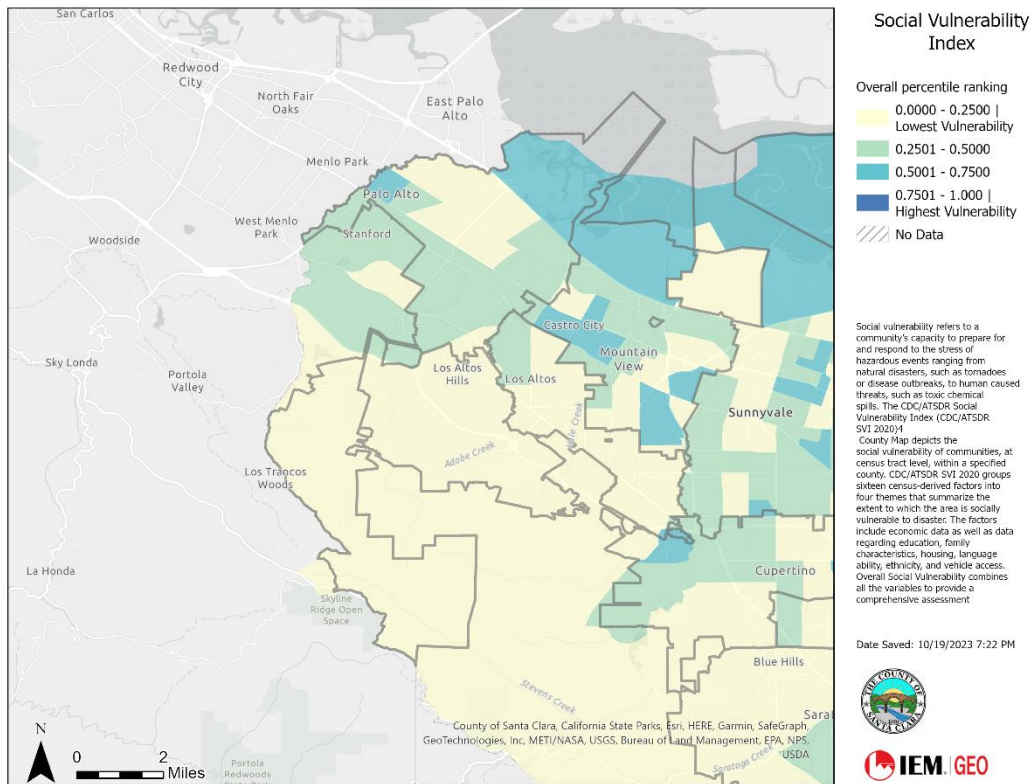 San Carlos
Redwood
City
North Fair
Oaks
East Palo
Alto
Menlo Park
Palo Alto
West Menlo
Park
Stanford
Woodside
Castro City
Mountain
View
Sky Londa
Portola
Valley
Los Altos
Hills
Los Altos
Sunnyvale
Adobe Creek
Los Trancos
Woods
La Honda
Cupertino
Skyline
Ridge Open
Space
Blue Hills
Stevens Creek
Sarat
County of Santa Clara, California State Parks, Esri, HERE, Garmin, SafeGraph,
GeoTechnologies, Inc, METI/NASA, USGS, Bureau of Land Management, EPA, NPS,
USDA
Saratoga Creek
Portola
Redwoods
N
0 2
Miles
Social Vulnerability
Index
Overall percentile ranking
0.0000 - 0.2500 |
Lowest Vulnerability
0.2501 - 0.5000
0.5001 - 0.7500
0.7501 - 1.000 |
Highest Vulnerability
No Data
Social vulnerability refers to a
community's capacity to prepare for
and respond to the stress of
hazardous events ranging from
natural disasters, such as tornadoes
or disease outbreaks, to human caused
threats, such as toxic chemical
spills. The CDC/ATSDR Social
Vulnerability Index (CDC/ATSDR
SVI 2020)4
County Map depicts the
social vulnerability of communities, at
census tract level, within a specified
county. CDC/ATSDR SVI 2020 groups
sixteen census-derived factors into
four themes that summarize the
extent to which the area is socially
vulnerable to disaster. The factors
include economic data as well as data
regarding education, family
characteristics, housing, language
ability, ethnicity, and vehicle access.
Overall Social Vulnerability combines
all the variables to provide a
comprehensive assessment
Date Saved: 10/19/2023 7:22 PM
THE COUNTY OF
SANTA CLARA
IEM | GEO